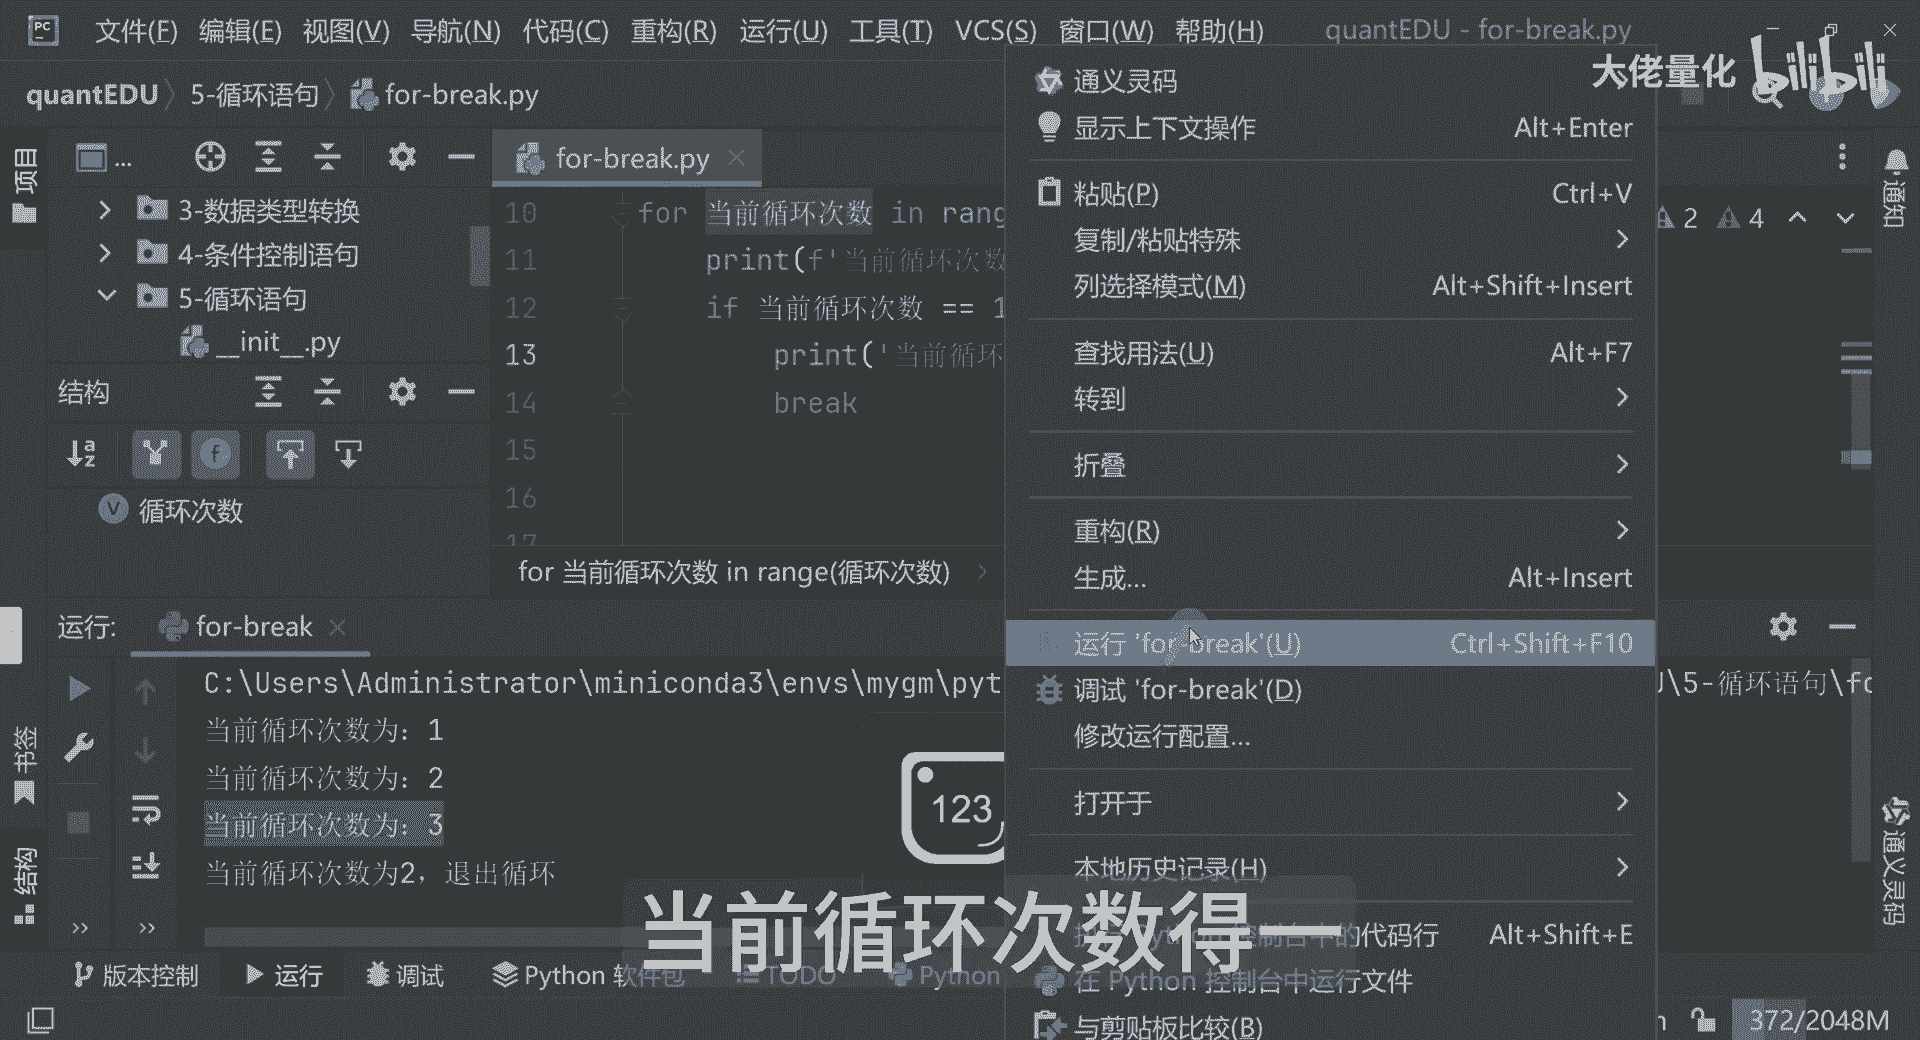 文件(F) 编辑(E) 视图(V) 导航(N) 代码(C) 重构(R) 运行(U) 工具(T) VCS(S) 窗口(W) 帮助(H) quantEDU - for-break.py
大佬量化 bilibili
quantEDU 5-循环语句 for-break.py
项目
...
for-break.py
通知
3-数据类型转换
4-条件控制语句
5-循环语句
__init__.py
10 for 当前循环次数 in rang
11 print(f'当前循环次数
12 if 当前循环次数 == 1
13 print('当前循环
14 break
15
16
17
2 4
结构
循环次数
for 当前循环次数 in range(循环次数)
通义灵码
显示上下文操作 Alt+Enter
粘贴(P) Ctrl+V
复制/粘贴特殊
列选择模式(M) Alt+Shift+Insert
查找用法(U) Alt+F7
转到
折叠
重构(R)
生成... Alt+Insert
运行 'for-break'(U) Ctrl+Shift+F10
调试 'for-break'(D)
修改运行配置...
打开于
本地历史记录(H)
控制台中的代码行 Alt+Shift+E
在 Python 控制台中运行文件
与剪贴板比较(B)
运行: for-break
C:\Users\Administrator\miniconda3\envs\mygm\pyt
\5-循环语句\fo
当前循环次数为: 1
当前循环次数为: 2
当前循环次数为: 3
当前循环次数为2, 退出循环
123
书签
结构
通义灵码
当前循环次数得一
版本控制 运行 调试 Python 软件包 TODO Python
372/2048M